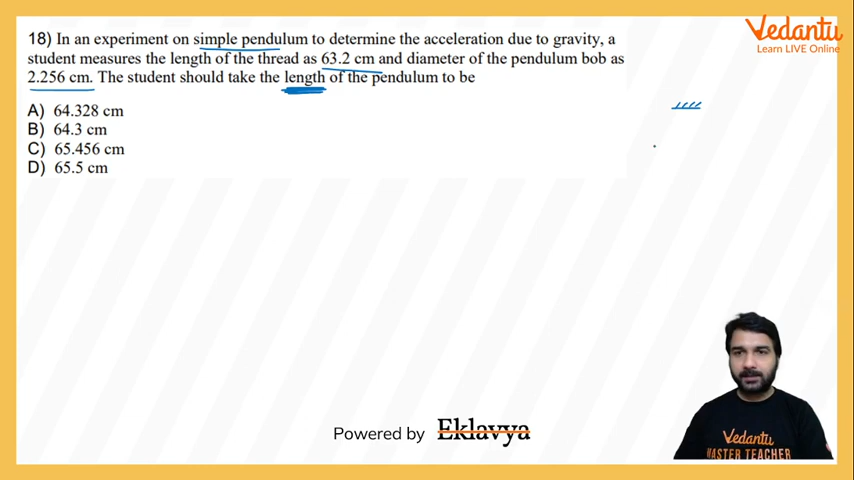 Vedantu
Learn LIVE Online
18) In an experiment on simple pendulum to determine the acceleration due to gravity, a
student measures the length of the thread as 63.2 cm and diameter of the pendulum bob as
2.256 cm. The student should take the length of the pendulum to be
A) 64.328 cm
B) 64.3 cm
C) 65.456 cm
D) 65.5 cm
Powered by Eklavya
Vedantu
MASTER TEACHER